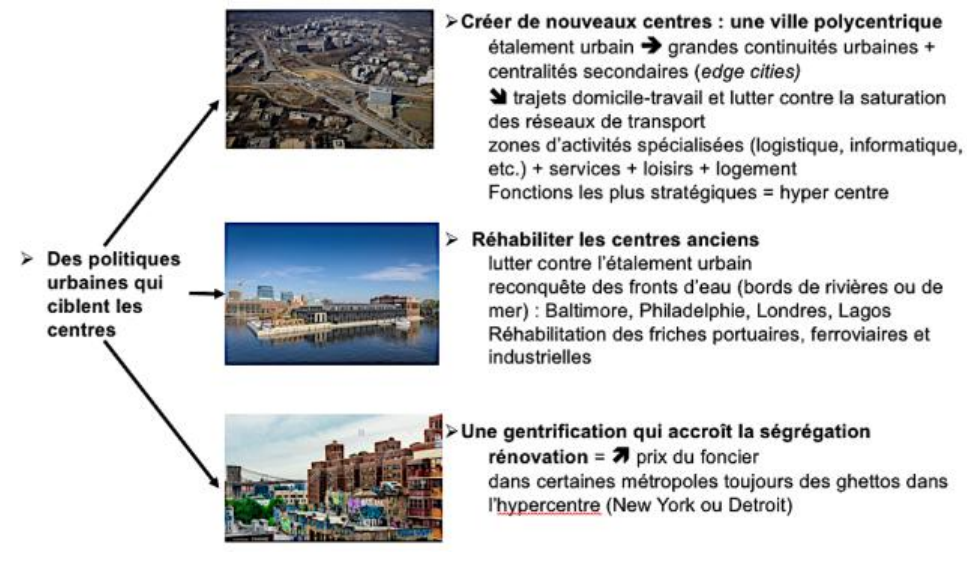 ➢ Créer de nouveaux centres : une ville polycentrique
étalement urbain ➔ grandes continuités urbaines +
centralités secondaires (edge cities)
➘ trajets domicile-travail et lutter contre la saturation
des réseaux de transport
zones d’activités spécialisées (logistique, informatique,
etc.) + services + loisirs + logement
Fonctions les plus stratégiques = hyper centre
➢ Des politiques
urbaines qui
ciblent les
centres
➢ Réhabiliter les centres anciens
lutter contre l’étalement urbain
reconquête des fronts d’eau (bords de rivières ou de
mer) : Baltimore, Philadelphie, Londres, Lagos
Réhabilitation des friches portuaires, ferroviaires et
industrielles
➢ Une gentrification qui accroît la ségrégation
rénovation = ➚ prix du foncier
dans certaines métropoles toujours des ghettos dans
l’hypercentre (New York ou Detroit)